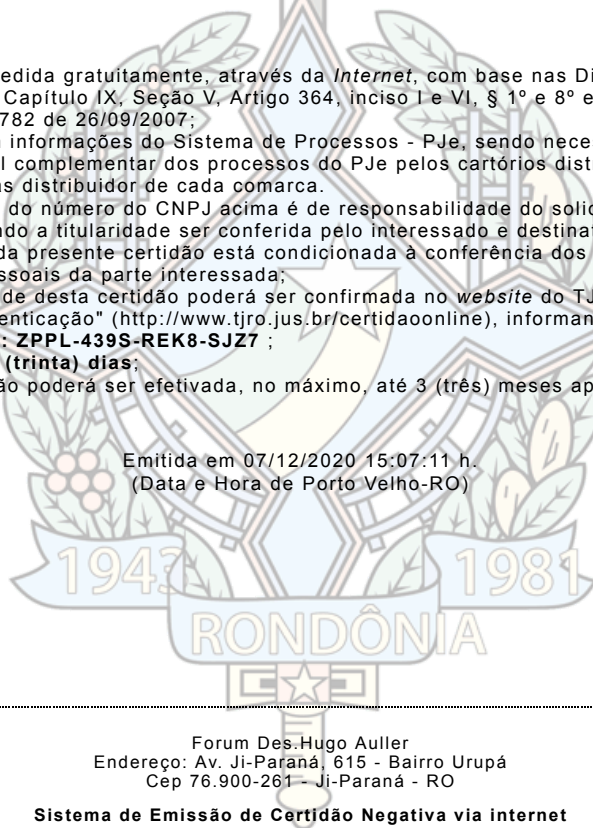 edida gratuitamente, através da Internet, com base nas Di
Capítulo IX, Seção V, Artigo 364, inciso I e VI, § 1º e 8º e
782 de 26/09/2007;
informações do Sistema de Processos - PJe, sendo nece
l complementar dos processos do PJe pelos cartórios dist
as distribuidor de cada comarca.
do número do CNPJ acima é de responsabilidade do solic
ndo a titularidade ser conferida pelo interessado e destinat
da presente certidão está condicionada à conferência dos
ssoais da parte interessada;
de desta certidão poderá ser confirmada no website do TJ
enticação" (http://www.tjro.jus.br/certidaoonline), informan
: ZPPL-439S-REK8-SJZ7 ;
(trinta) dias;
ão poderá ser efetivada, no máximo, até 3 (três) meses ap
Emitida em 07/12/2020 15:07:11 h.
(Data e Hora de Porto Velho-RO)
1943
1981
RONDÔNIA
Forum Des.Hugo Auller
Endereço: Av. Ji-Paraná, 615 - Bairro Urupá
Cep 76.900-261 - Ji-Paraná - RO
Sistema de Emissão de Certidão Negativa via internet